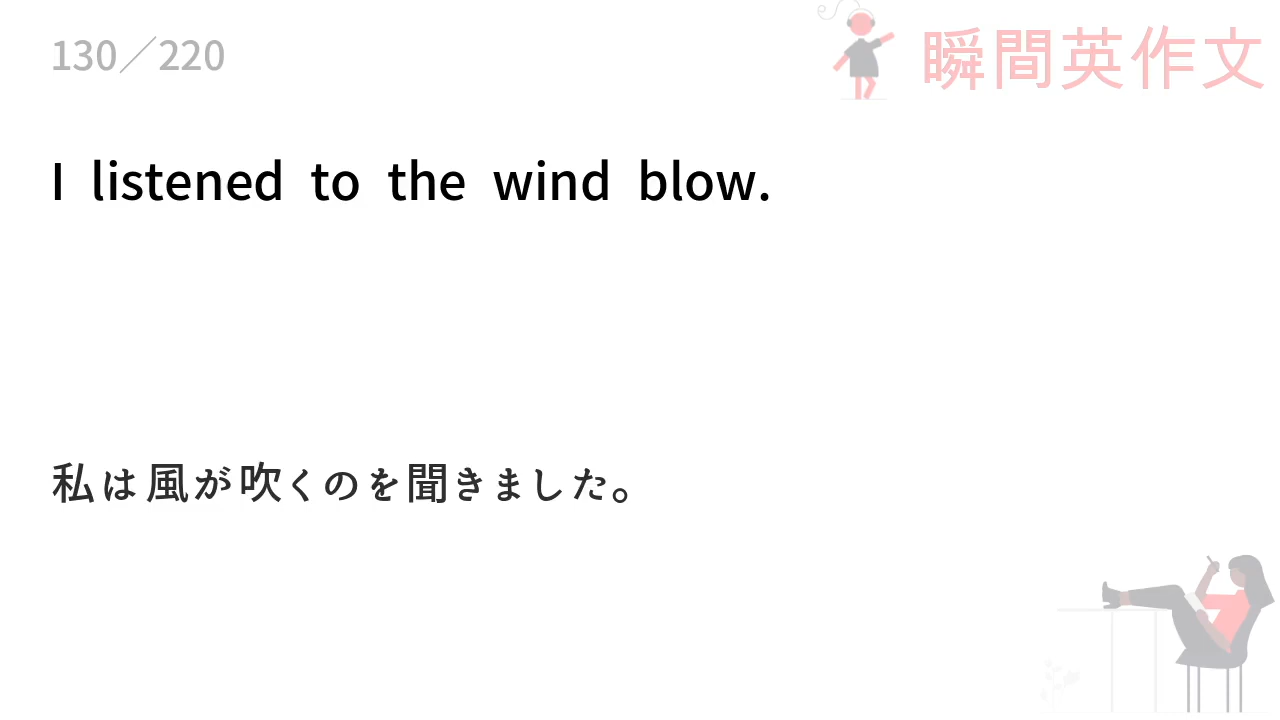 130／220
瞬間英作文
I listened to the wind blow.
私は風が吹くのを聞きました。